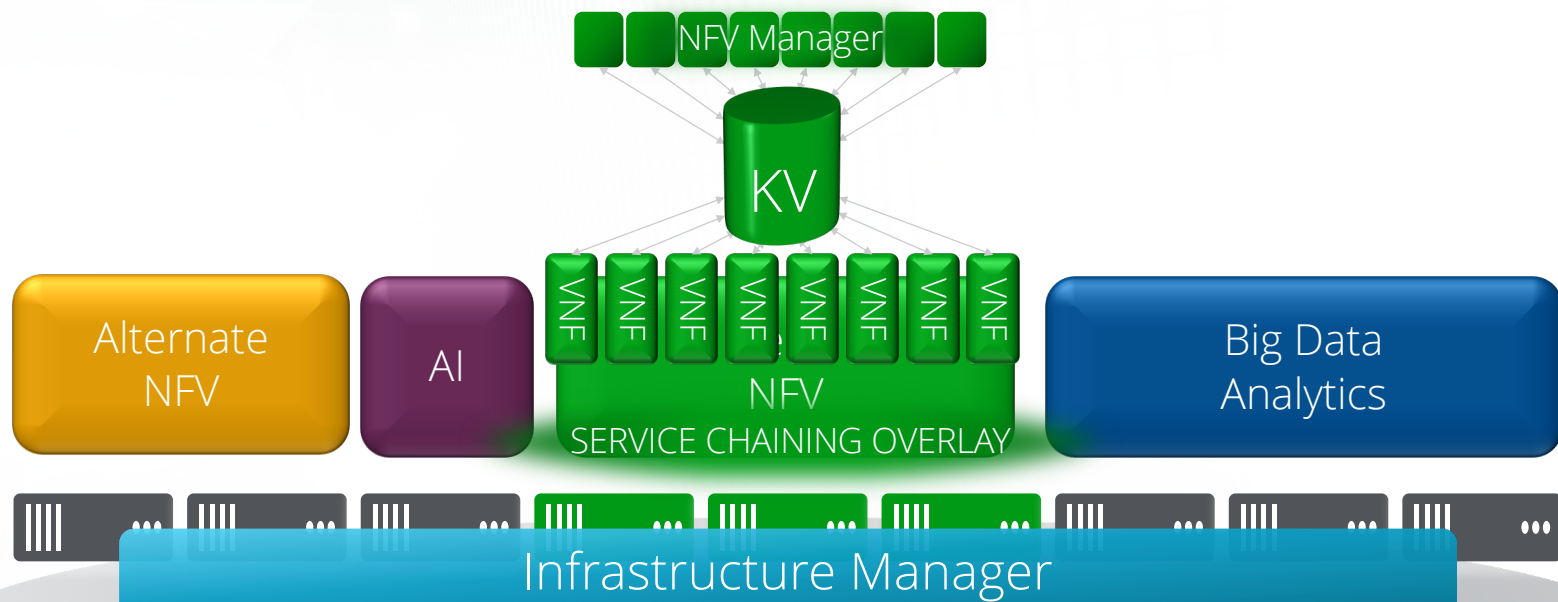 NFV Manager
KV
VNF
VNF
VNF
VNF
VNF
VNF
VNF
VNF
Alternate
NFV
AI
NFV
SERVICE CHAINING OVERLAY
Big Data
Analytics
Infrastructure Manager